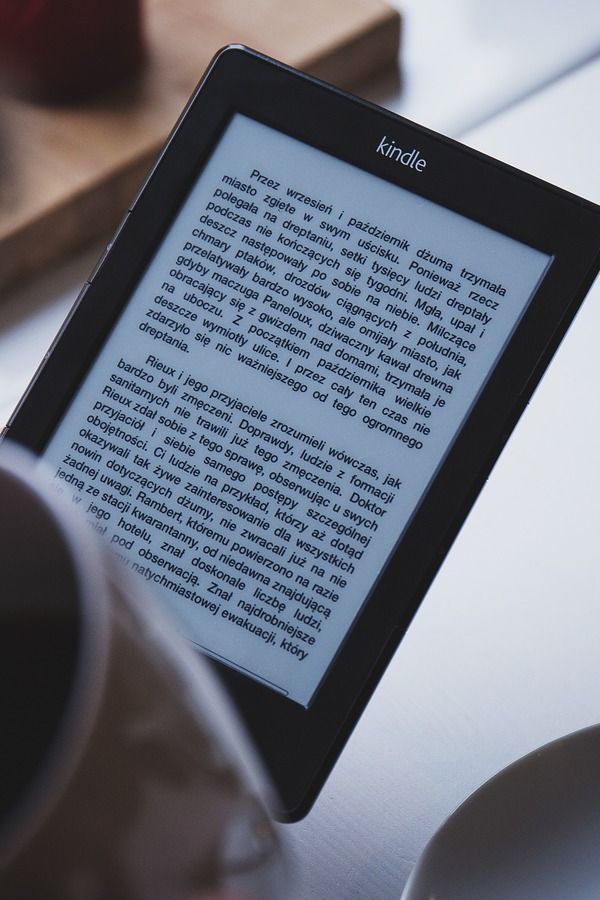 kindle
Przez wrzesień i październik dżuma trzymała
miasto zgięte w swym uścisku. Ponieważ rzecz
polegała na dreptaniu, setki tysięcy ludzi dreptały
podczas nie kończących się tygodni. Mgła, upał i
deszcz następowały po sobie na niebie. Milczące
chmary ptaków, drozdów ciągnących z południa,
przelatywały bardzo wysoko, ale omijały miasto, jak
gdyby maczuga Paneloux, dziwaczny kawał drewna
obracający się z gwizdem nad domami, trzymała je
na uboczu. Z początkiem października wielkie
deszcze wymiotły ulice. I przez cały ten czas nie
zdarzyło się nic ważniejszego od tego ogromnego
dreptania.
Rieux i jego przyjaciele zrozumieli wówczas, jak
bardzo byli zmęczeni. Doprawdy, ludzie z formacji
sanitarnych nie trawili już tego zmęczenia. Doktor
Rieux zdał sobie z tego sprawę, obserwując u swych
przyjaciół i siebie samego postępy szczególnej
obojętności. Ci ludzie na przykład, którzy aż dotąd
okazywali tak żywe zainteresowanie dla wszystkich
nowin dotyczących dżumy, nie zwracali już na nie
żadnej uwagi. Rambert, któremu powierzono na razie
jedną ze stacji kwarantanny, od niedawna znajdującą
w jego hotelu, znał doskonale liczbę ludzi,
pod obserwacją. Znał najdrobniejsze
natychmiastowej ewakuacji, który